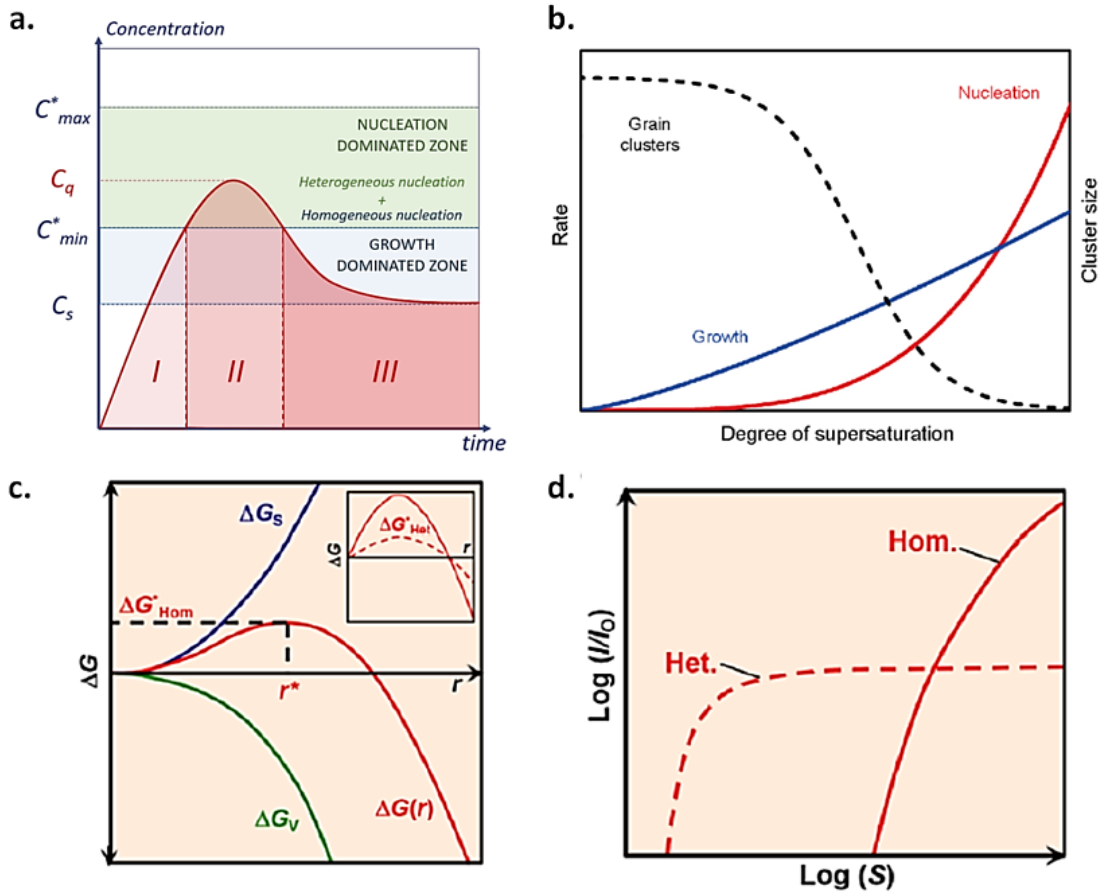 a.
Concentration
C*max
NUCLEATION
DOMINATED ZONE
Cq
Heterogeneous nucleation
+
Homogeneous nucleation
C*min
GROWTH
DOMINATED ZONE
Cs
I
II
III
time
b.
Nucleation
Grain
clusters
Rate
Cluster size
Growth
Degree of supersaturation
c.
ΔGS
ΔG
ΔG*Het
r
ΔG*Hom
ΔG
r
r*
ΔGV
ΔG(r)
d.
Hom.
Het.
Log (I/IO)
Log (S)